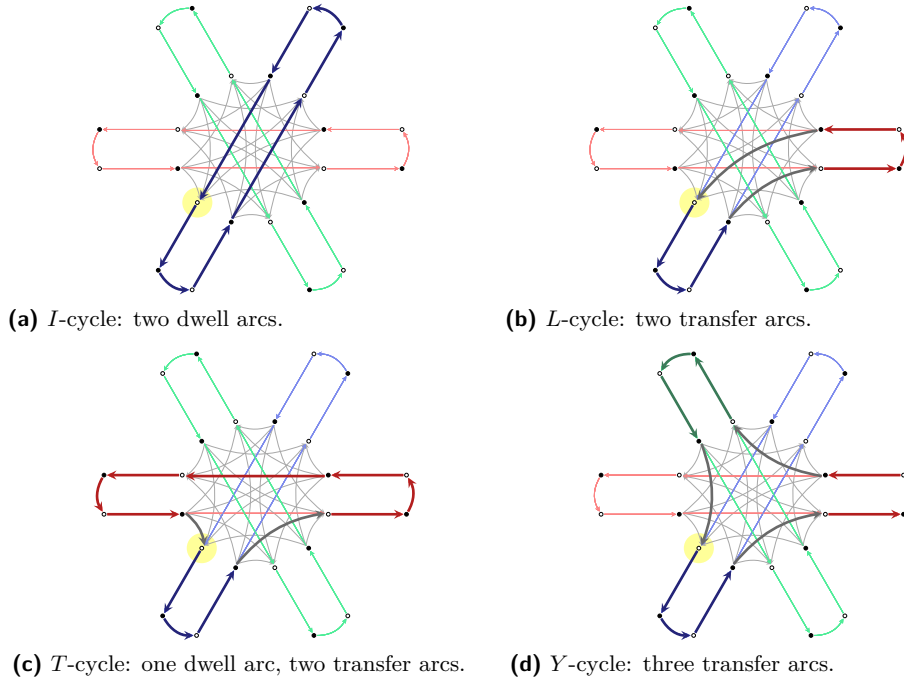 (a) I-cycle: two dwell arcs.
(b) L-cycle: two transfer arcs.
(c) T-cycle: one dwell arc, two transfer arcs.
(d) Y-cycle: three transfer arcs.